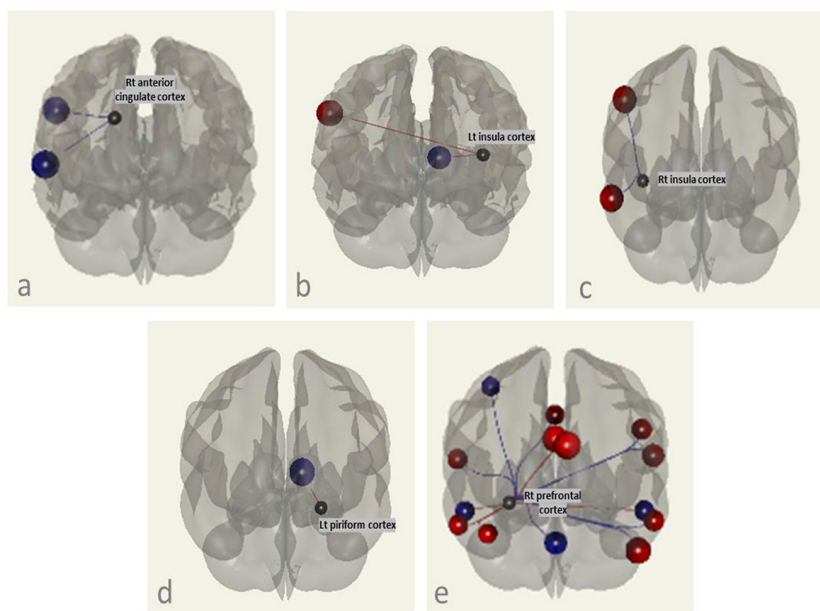 Rt anterior
cingulate cortex
a
Lt insula cortex
b
Rt insula cortex
c
Lt piriform cortex
d
Rt prefrontal
cortex
e